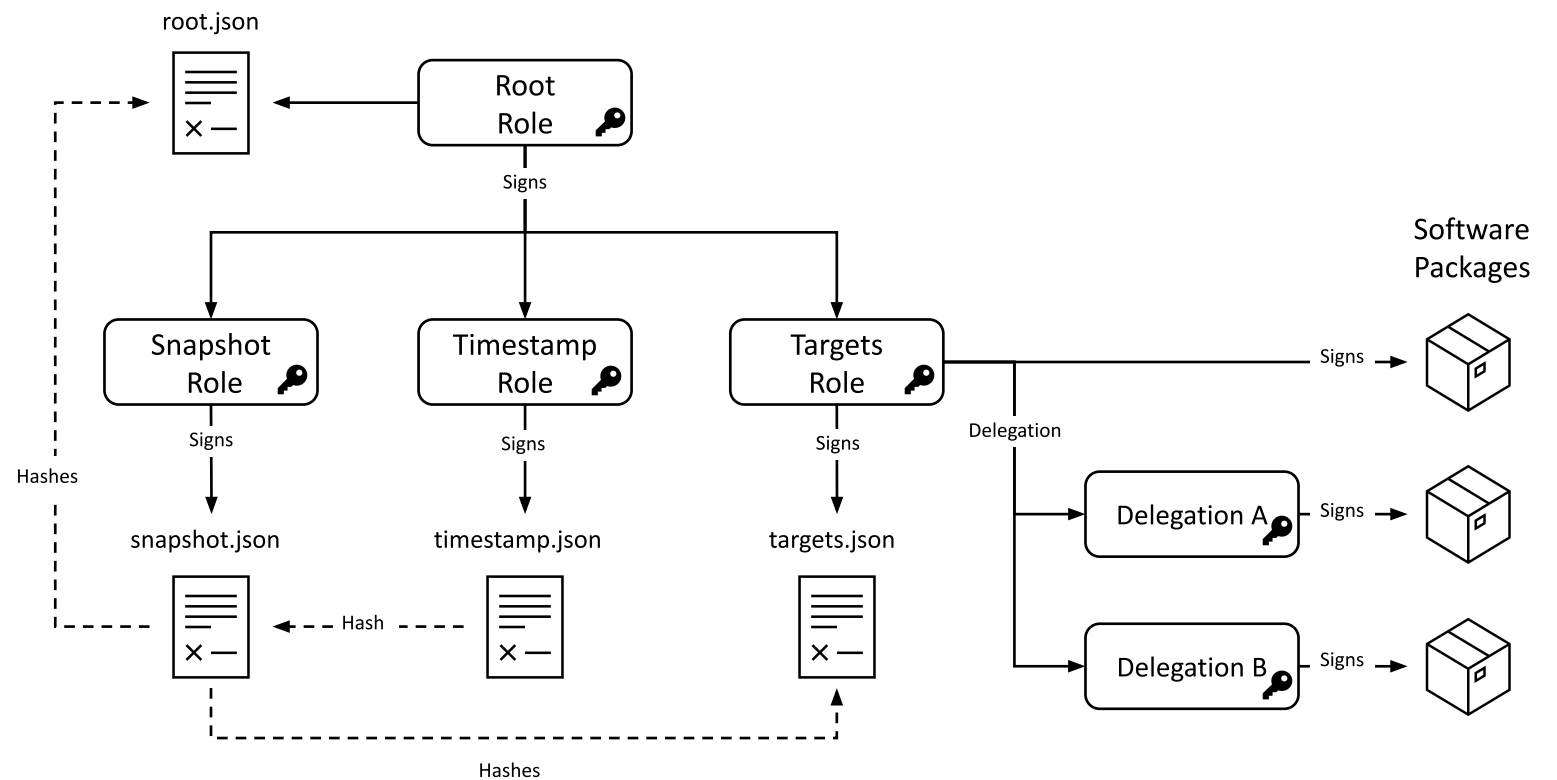 root.json
Root
Role
Signs
Software
Packages
Snapshot
Role
Timestamp
Role
Targets
Role
Signs
Delegation
Signs
Signs
Signs
Hashes
Delegation A
Signs
snapshot.json
timestamp.json
targets.json
Hash
Delegation B
Signs
Hashes